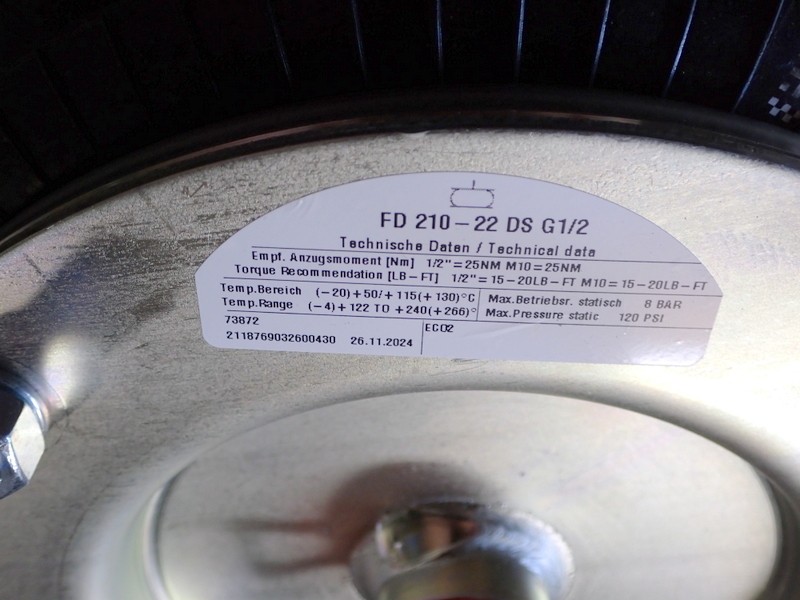 FD 210-22 DS G1/2
Technische Daten / Technical data
Empf. Anzugsmoment [Nm] 1/2"=25NM M10=25NM
Torque Recommendation [LB-FT] 1/2"=15-20LB-FT M10=15-20LB-FT
Temp.Bereich (-20)+50/+115(+130)°C
Temp.Range (-4)+122 TO +240(+266)°
Max.Betriebsr. statisch 8 BAR
Max.Pressure static 120 PSI
73872
2118769032600430 26.11.2024
ECO2